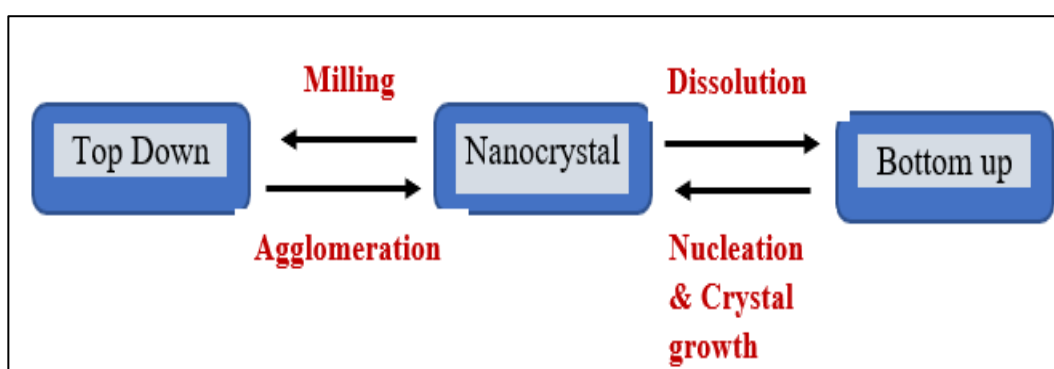 Milling
Dissolution
Top Down
Nanocrystal
Bottom up
Agglomeration
Nucleation
& Crystal
growth